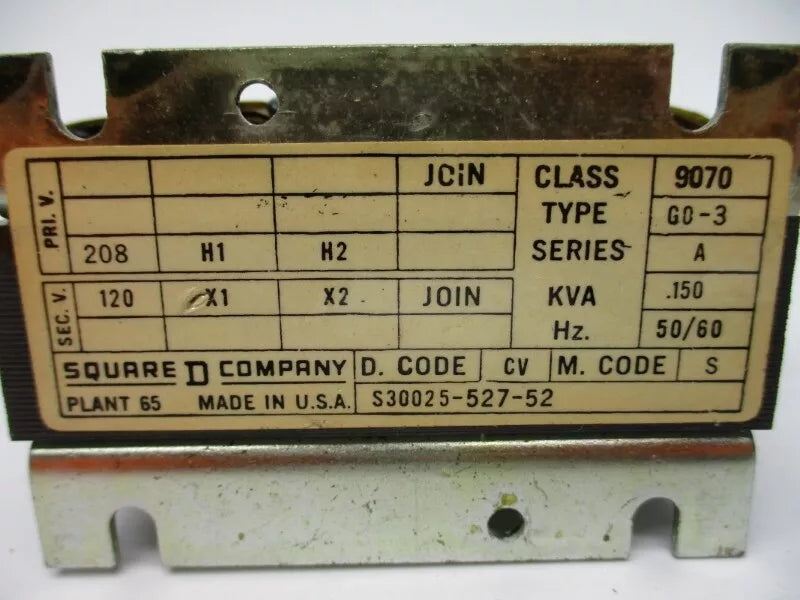 PRI. V.
JOIN CLASS 9070
TYPE GO-3
208 H1 H2 SERIES A
SEC. V.
120 X1 X2 JOIN KVA .150
Hz. 50/60
SQUARE D COMPANY D. CODE CV M. CODE S
PLANT 65 MADE IN U.S.A. S30025-527-52